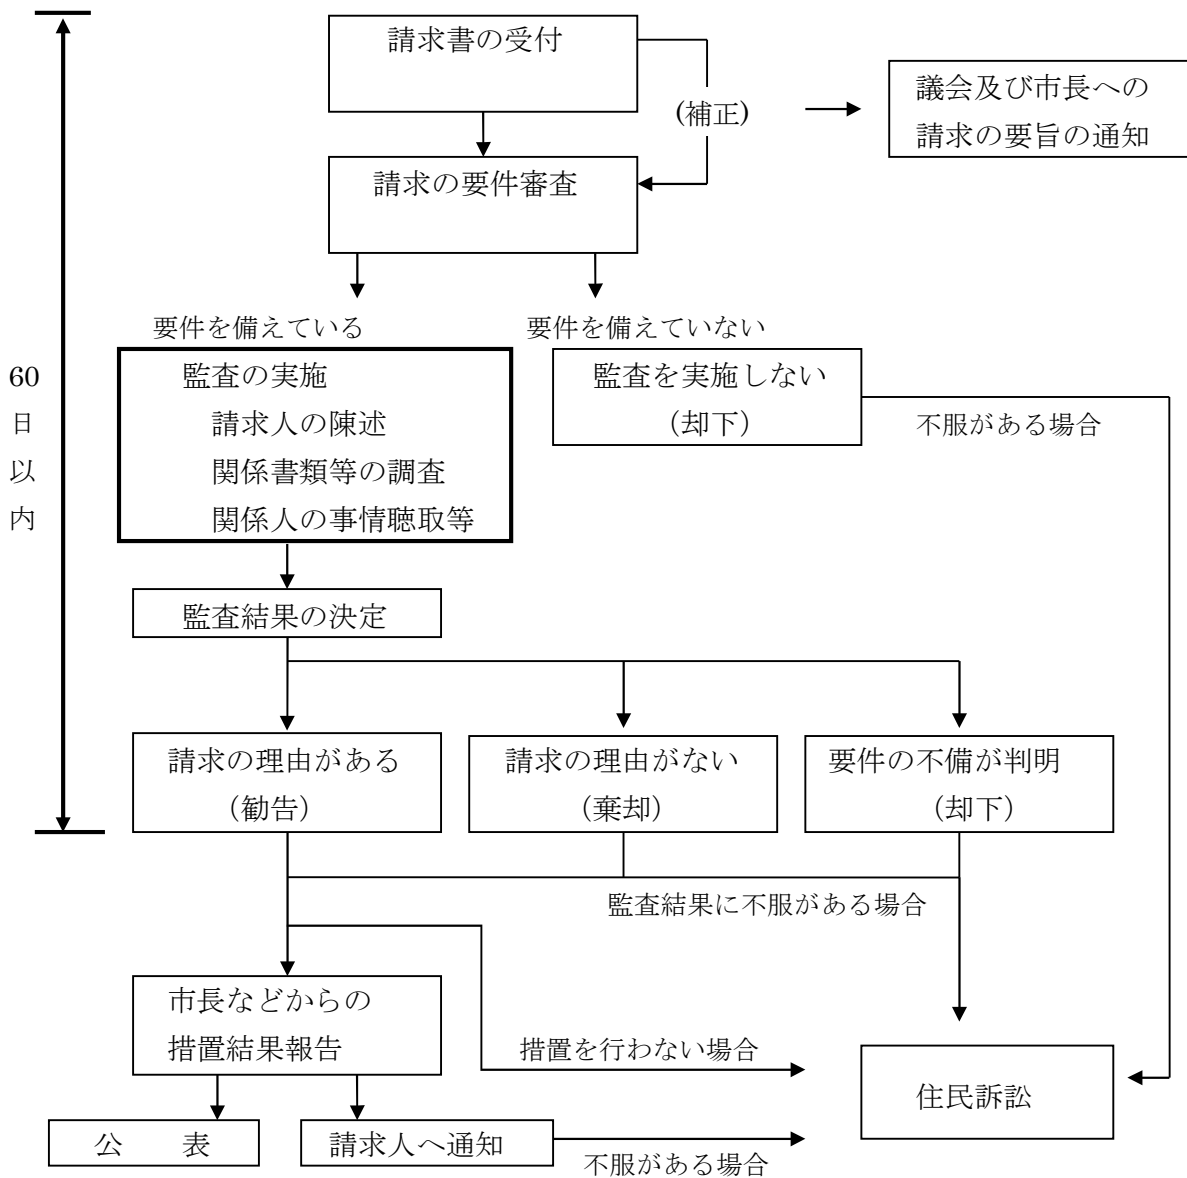 請求書の受付
(補正)
議会及び市長への
請求の要旨の通知
請求の要件審査
要件を備えている
要件を備えていない
60
日
以
内
監査の実施
請求人の陳述
関係書類等の調査
関係人の事情聴取等
監査を実施しない
(却下)
不服がある場合
監査結果の決定
請求の理由がある
(勧告)
請求の理由がない
(棄却)
要件の不備が判明
(却下)
監査結果に不服がある場合
市長などからの
措置結果報告
措置を行わない場合
住民訴訟
公　　表
請求人へ通知
不服がある場合